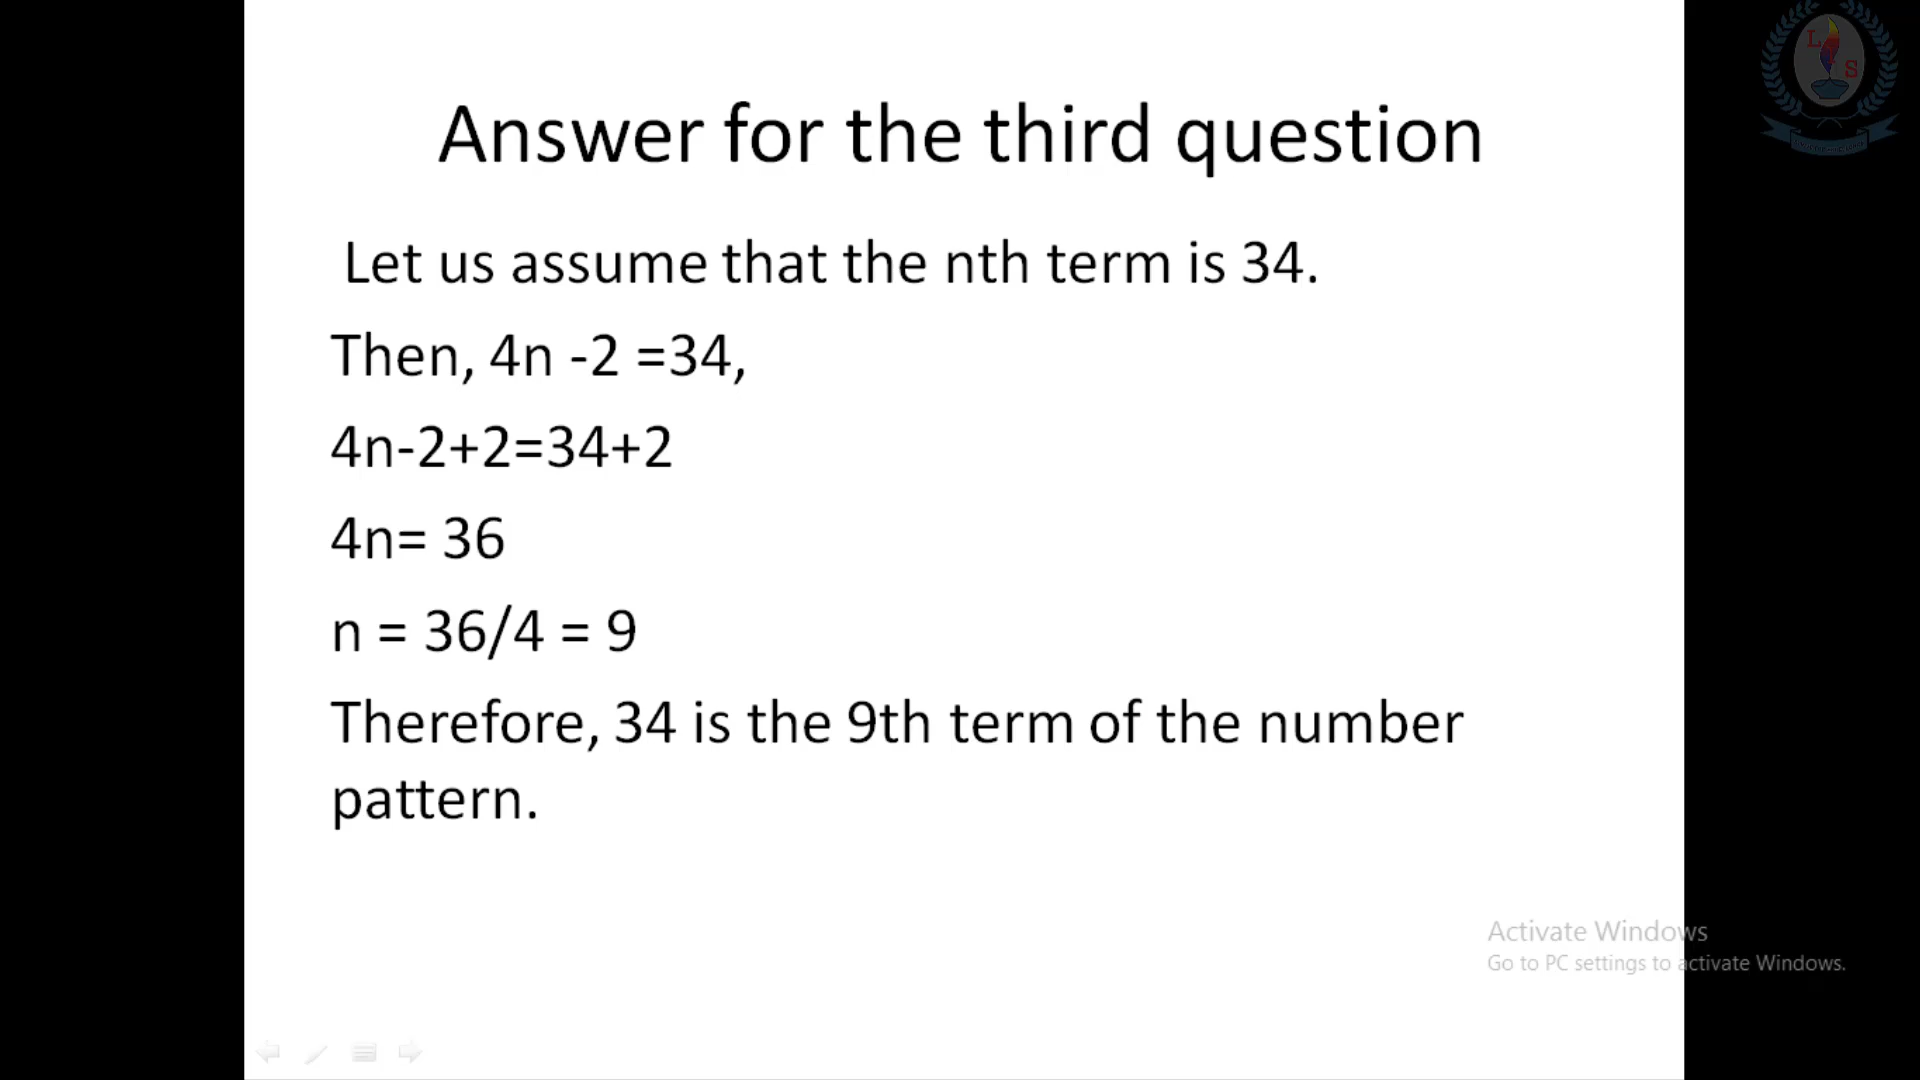 Answer for the third question
Let us assume that the nth term is 34.
Then, 4n -2 =34,
4n-2+2=34+2
4n= 36
n = 36/4 = 9
Therefore, 34 is the 9th term of the number
pattern.
L
I
S
Activate Windows
Go to PC settings to activate Windows.